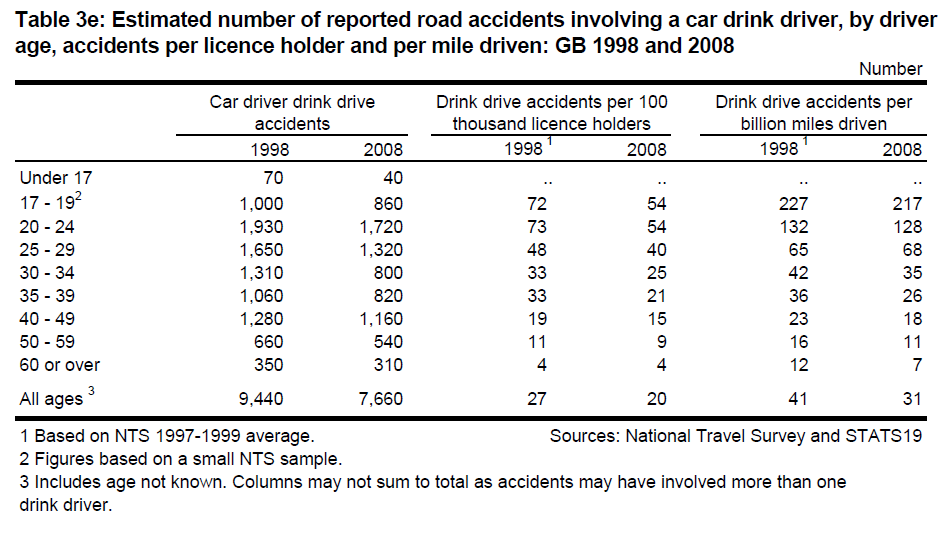 Table 3e: Estimated number of reported road accidents involving a car drink driver, by driver
age, accidents per licence holder and per mile driven: GB 1998 and 2008
Number
Car driver drink drive Drink drive accidents per 100 Drink drive accidents per
accidents thousand licence holders billion miles driven
1998 2008 1998 1 2008 1998 1 2008
Under 17 70 40 .. .. .. ..
17 - 19 2 1,000 860 72 54 227 217
20 - 24 1,930 1,720 73 54 132 128
25 - 29 1,650 1,320 48 40 65 68
30 - 34 1,310 800 33 25 42 35
35 - 39 1,060 820 33 21 36 26
40 - 49 1,280 1,160 19 15 23 18
50 - 59 660 540 11 9 16 11
60 or over 350 310 4 4 12 7
All ages 3 9,440 7,660 27 20 41 31
1 Based on NTS 1997-1999 average. Sources: National Travel Survey and STATS19
2 Figures based on a small NTS sample.
3 Includes age not known. Columns may not sum to total as accidents may have involved more than one
drink driver.